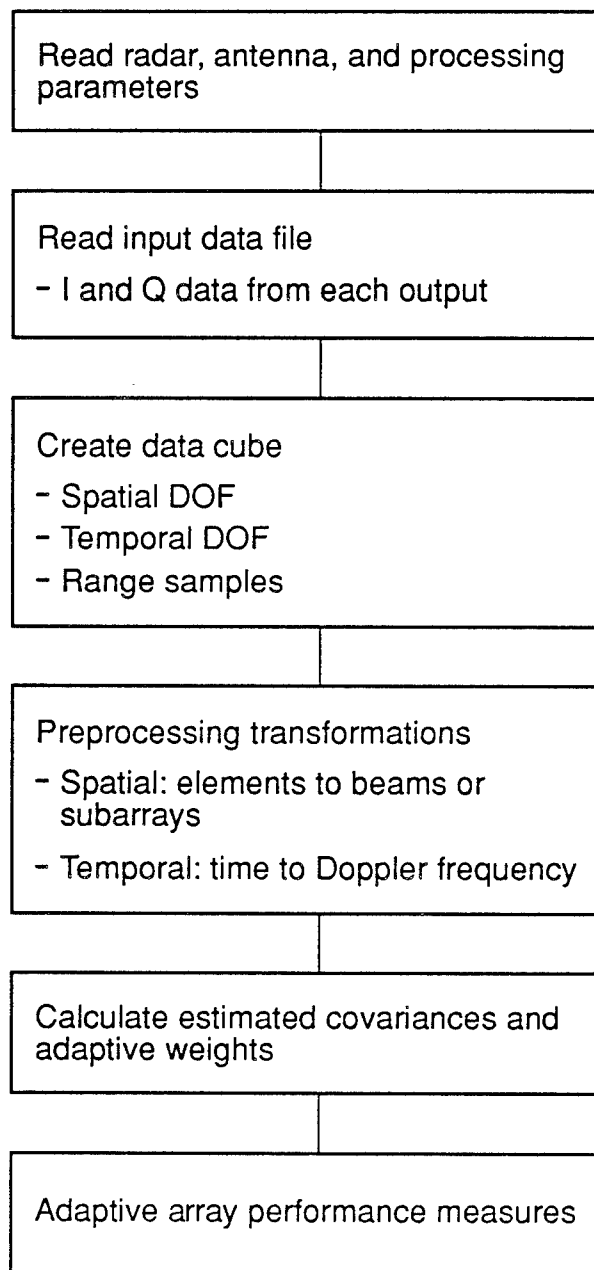 Read radar, antenna, and processing
parameters
Read input data file
- I and Q data from each output
Create data cube
- Spatial DOF
- Temporal DOF
- Range samples
Preprocessing transformations
- Spatial: elements to beams or
subarrays
- Temporal: time to Doppler frequency
Calculate estimated covariances and
adaptive weights
Adaptive array performance measures